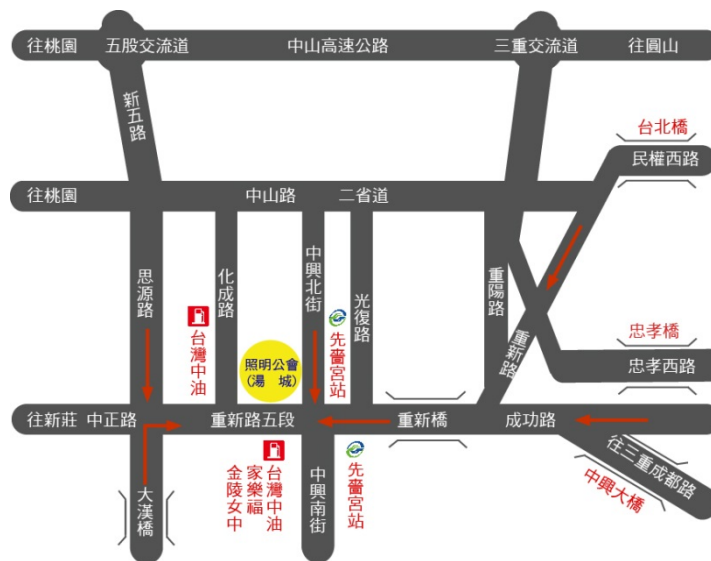 往桃園
五股交流道
中山高速公路
三重交流道
往圓山
新五路
台北橋
民權西路
往桃園
中山路
二省道
思源路
化成路
中興北街
光復路
重陽路
重新路
台灣中油
先嗇宮站
照明公會
(湯 城)
忠孝橋
忠孝西路
往新莊 中正路
重新路五段
重新橋
成功路
往三重成都路
中興大橋
大漢橋
台灣中油
家樂福
金陵女中
中興南街
先嗇宮站